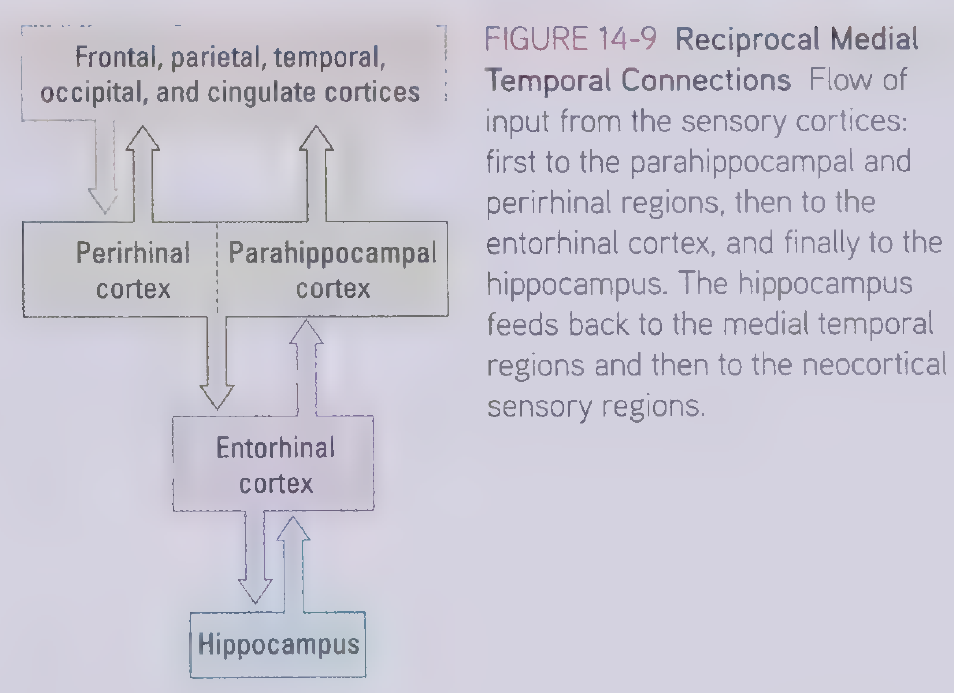 Frontal, parietal, temporal,
occipital, and cingulate cortices
Perirhinal
cortex
Parahippocampal
cortex
Entorhinal
cortex
Hippocampus
FIGURE 14-9 Reciprocal Medial
Temporal Connections Flow of
input from the sensory cortices:
first to the parahippocampal and
perirhinal regions, then to the
entorhinal cortex, and finally to the
hippocampus. The hippocampus
feeds back to the medial temporal
regions and then to the neocortical
sensory regions.